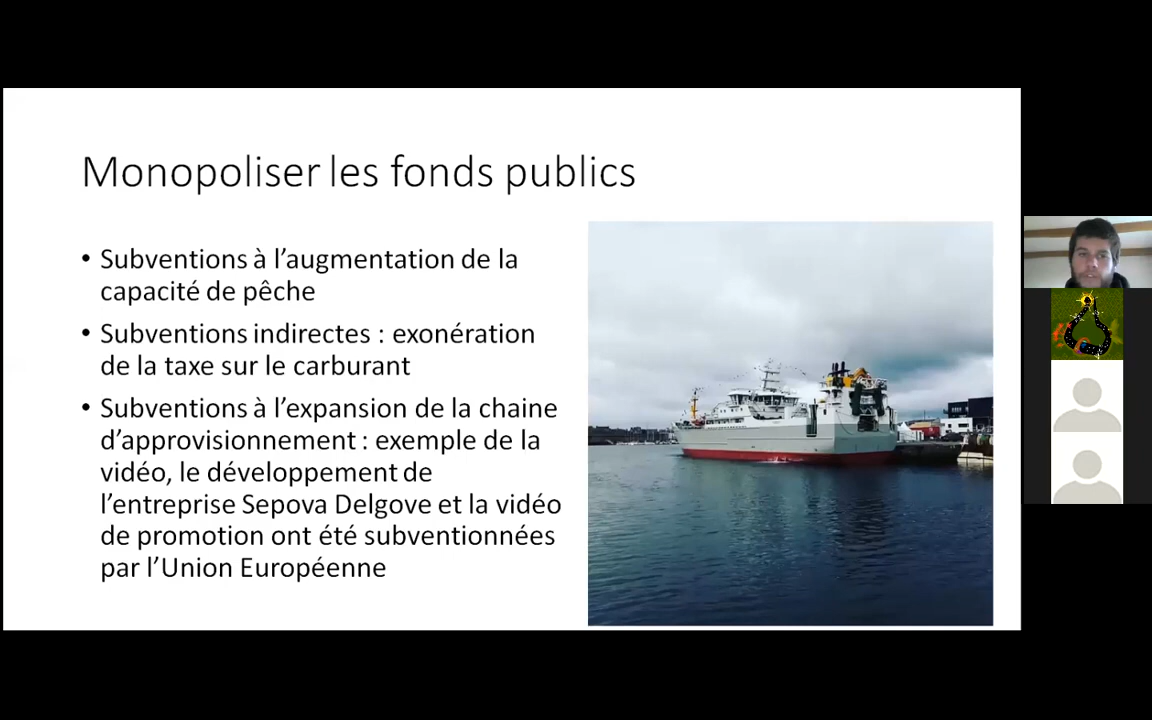 Monopoliser les fonds publics
• Subventions à l’augmentation de la
capacité de pêche
• Subventions indirectes : exonération
de la taxe sur le carburant
• Subventions à l’expansion de la chaine
d’approvisionnement : exemple de la
vidéo, le développement de
l’entreprise Sepova Delgove et la vidéo
de promotion ont été subventionnées
par l’Union Européenne